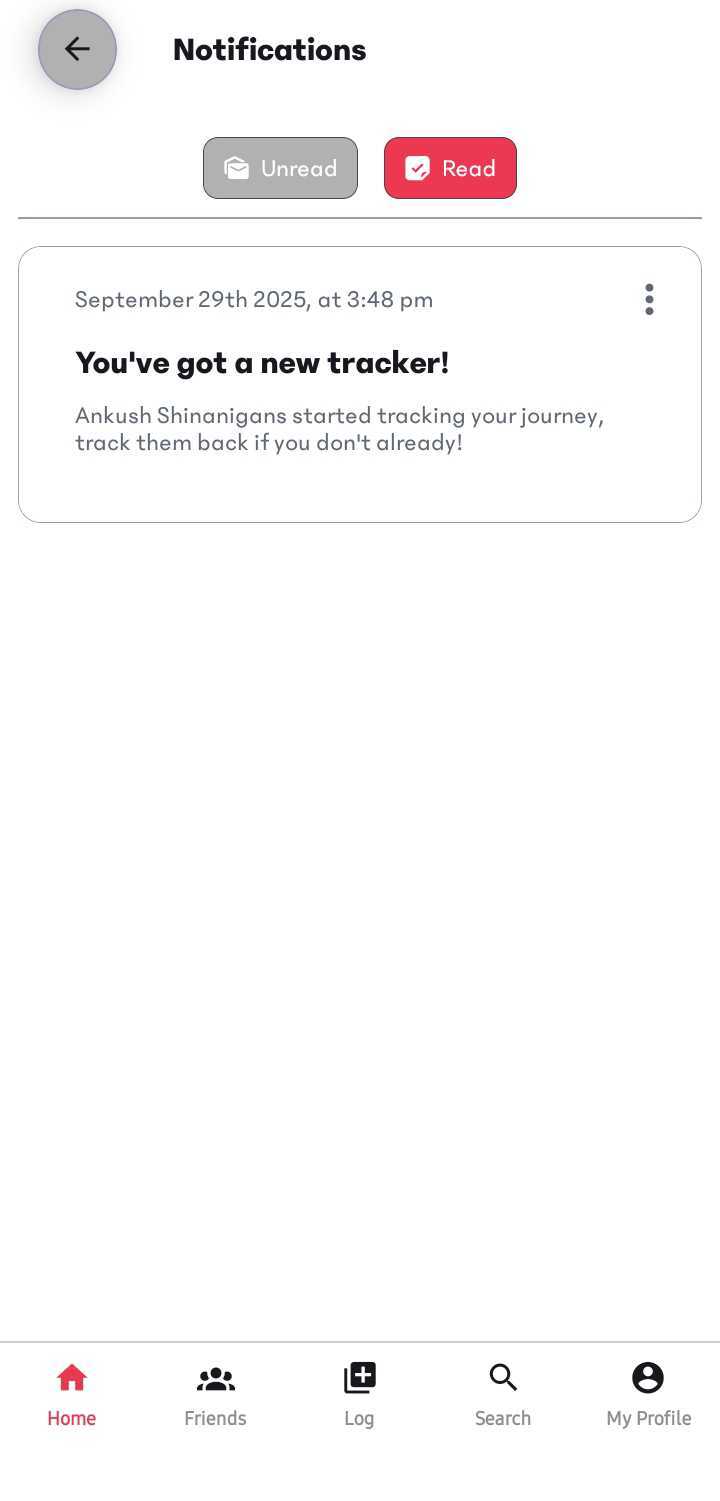 Notifications
Unread
Read
September 29th 2025, at 3:48 pm
You've got a new tracker!
Ankush Shinanigans started tracking your journey,
track them back if you don't already!
Home
Friends
Log
Search
My Profile